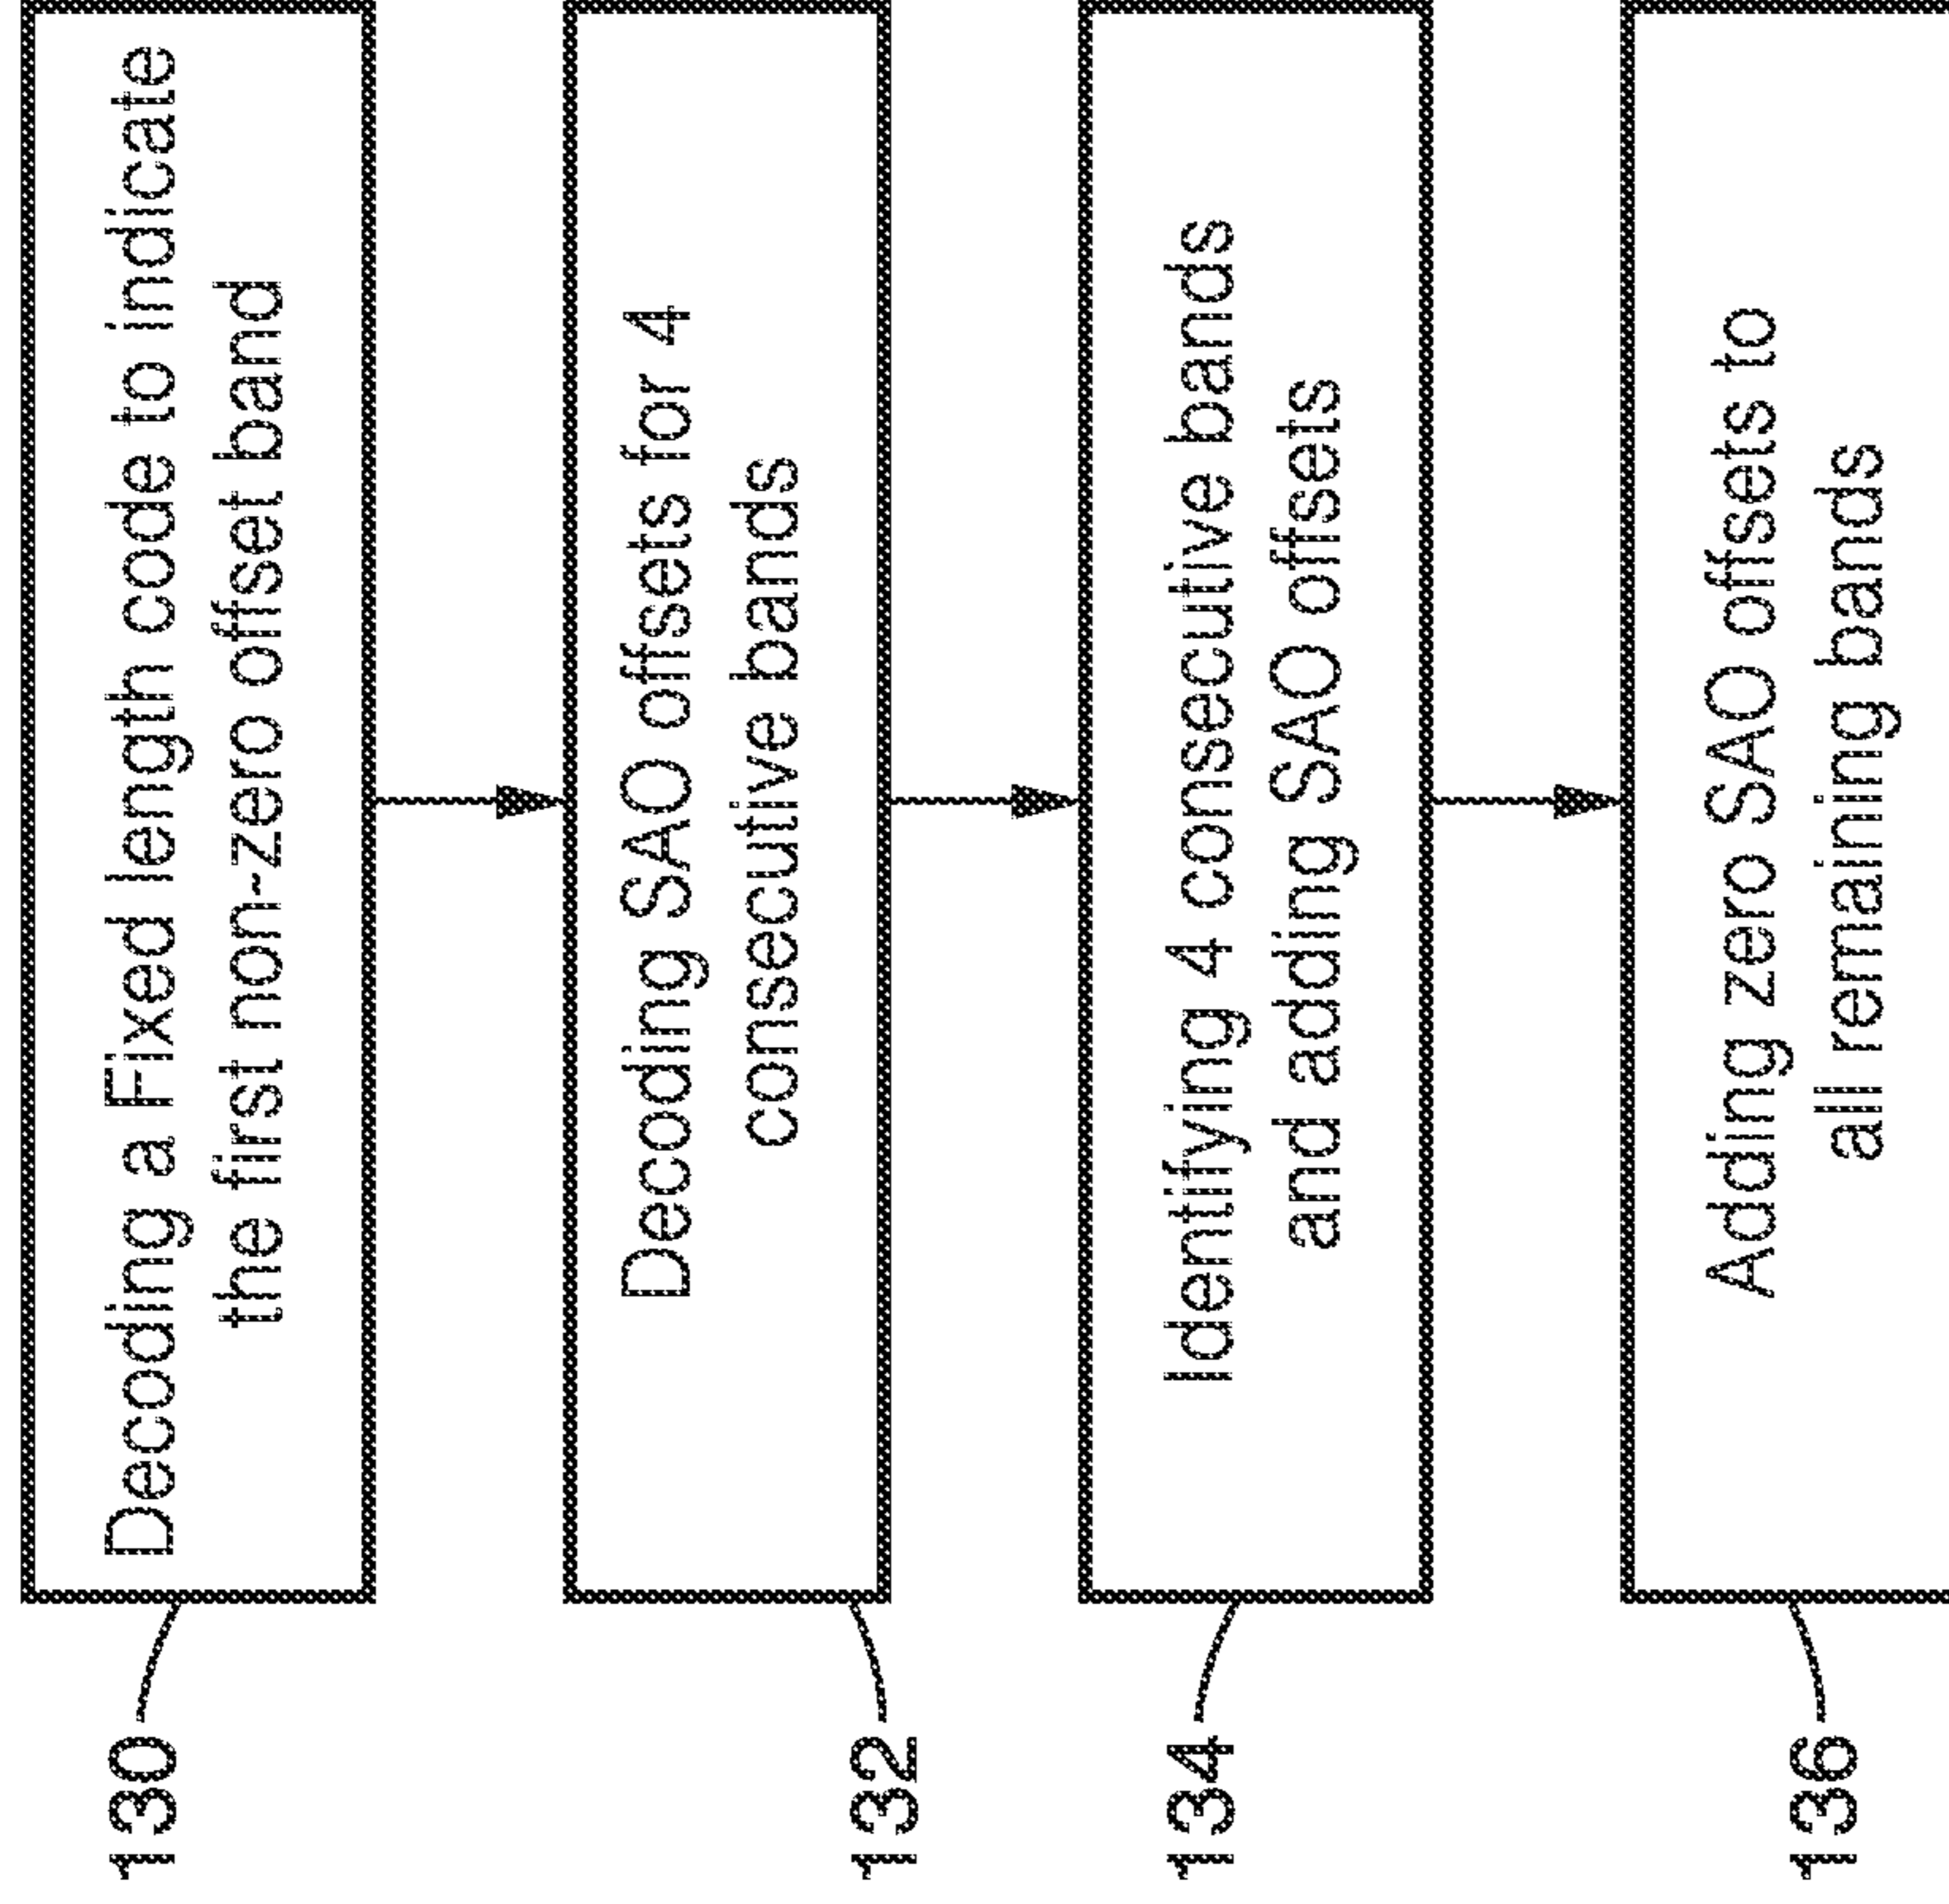 130
Decoding a Fixed length code to indicate
the first non-zero offset band
132
Decoding SAO offsets for 4
consecutive bands
134
Identifying 4 consecutive bands
and adding SAO offsets
136
Adding zero SAO offsets to
all remaining bands